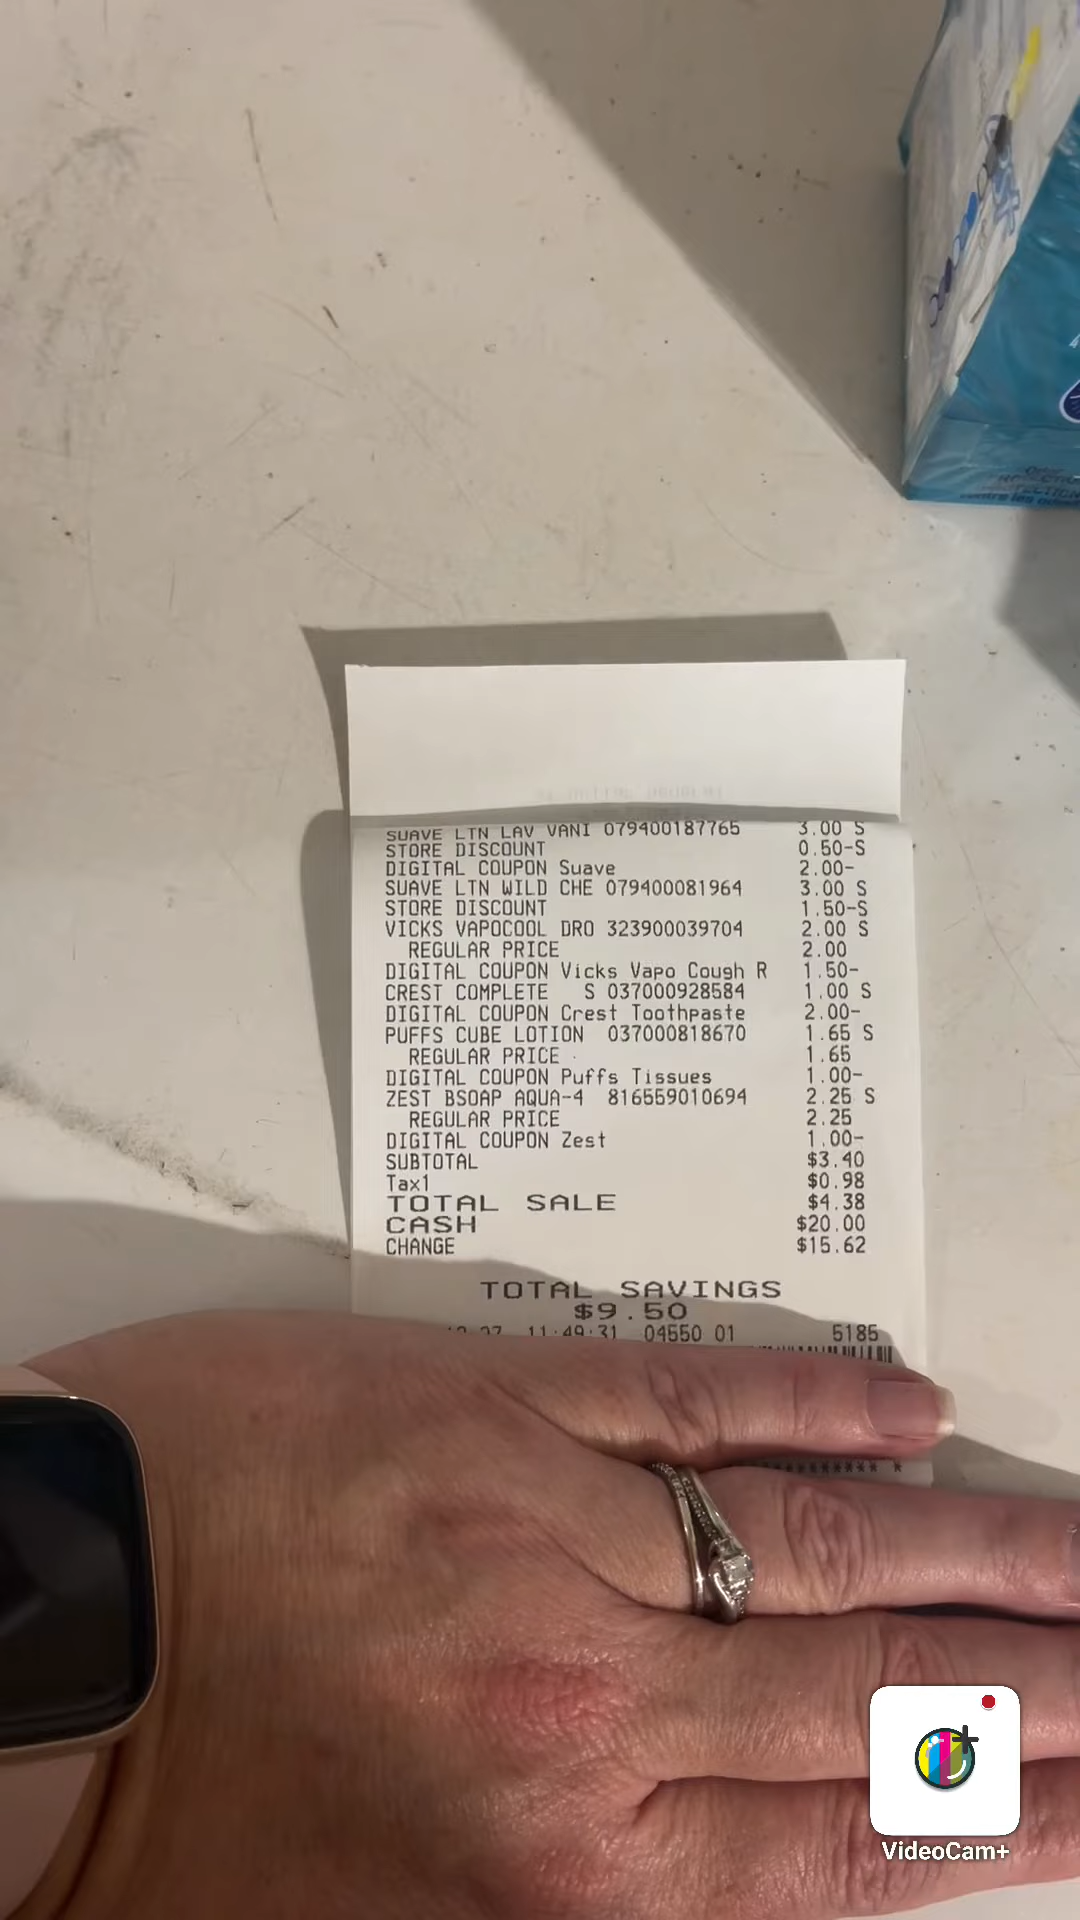 SUAVE LTN LAV VANI 079400187765 3.00 S
STORE DISCOUNT 0.50-S
DIGITAL COUPON Suave 2.00-
SUAVE LTN WILD CHE 079400081964 3.00 S
STORE DISCOUNT 1.50-S
VICKS VAPOCOOL DRO 323900039704 2.00 S
REGULAR PRICE 2.00
DIGITAL COUPON Vicks Vapo Cough R 1.50-
CREST COMPLETE S 037000928584 1.00 S
DIGITAL COUPON Crest Toothpaste 2.00-
PUFFS CUBE LOTION 037000818670 1.65 S
REGULAR PRICE 1.65
DIGITAL COUPON Puffs Tissues 1.00-
ZEST BSOAP AQUA-4 816559010694 2.25 S
REGULAR PRICE 2.25
DIGITAL COUPON Zest 1.00-
SUBTOTAL $3.40
Tax1 $0.98
TOTAL SALE $4.38
CASH $20.00
CHANGE $15.62
TOTAL SAVINGS
$9.50
11:49:31 04550 01 5185
*********** *
VideoCam+